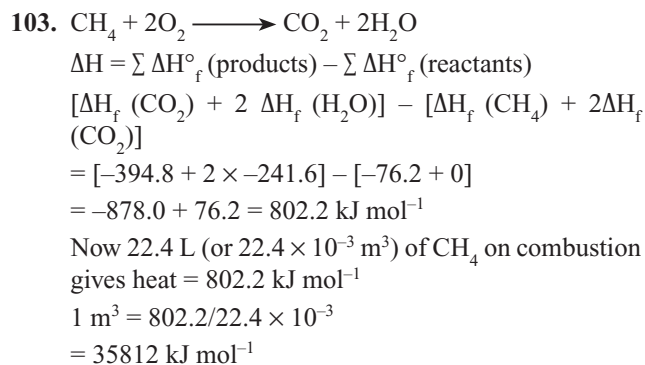 103. CH₄ + 2O₂ ⟶ CO₂ + 2H₂O
ΔH = ∑ ΔH°f (products) – ∑ ΔH°f (reactants)
[ΔHf (CO₂) + 2 ΔHf (H₂O)] – [ΔHf (CH₄) + 2ΔHf
(CO₂)]
= [–394.8 + 2 × –241.6] – [–76.2 + 0]
= –878.0 + 76.2 = 802.2 kJ mol⁻¹
Now 22.4 L (or 22.4 × 10⁻³ m³) of CH₄ on combustion
gives heat = 802.2 kJ mol⁻¹
1 m³ = 802.2/22.4 × 10⁻³
= 35812 kJ mol⁻¹